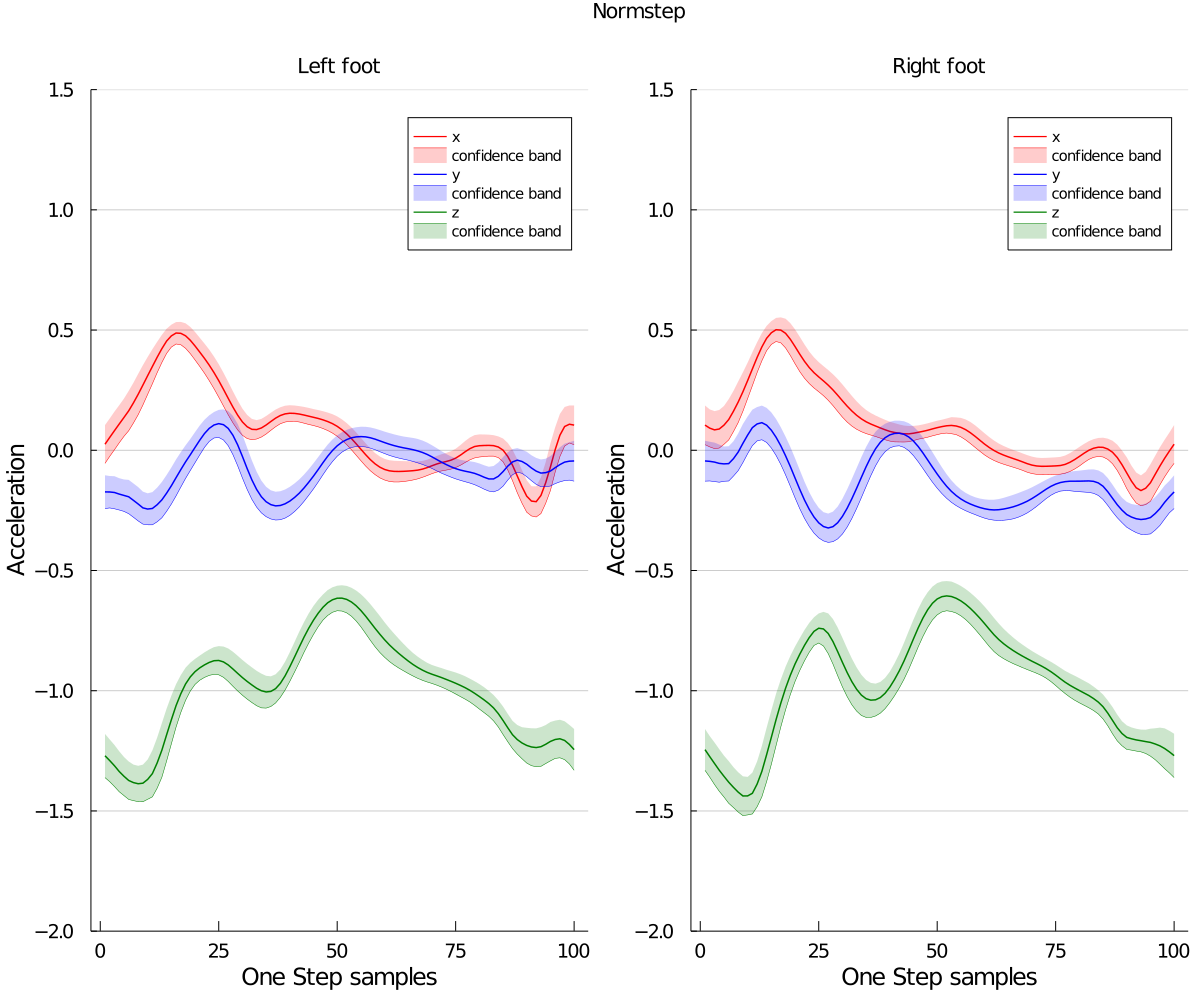 Normstep
Left foot
1.5
1.0
0.5
0.0
−0.5
−1.0
−1.5
−2.0
Acceleration
x
confidence band
y
confidence band
z
confidence band
0 25 50 75 100
One Step samples
Right foot
1.5
1.0
0.5
0.0
−0.5
−1.0
−1.5
−2.0
Acceleration
x
confidence band
y
confidence band
z
confidence band
0 25 50 75 100
One Step samples